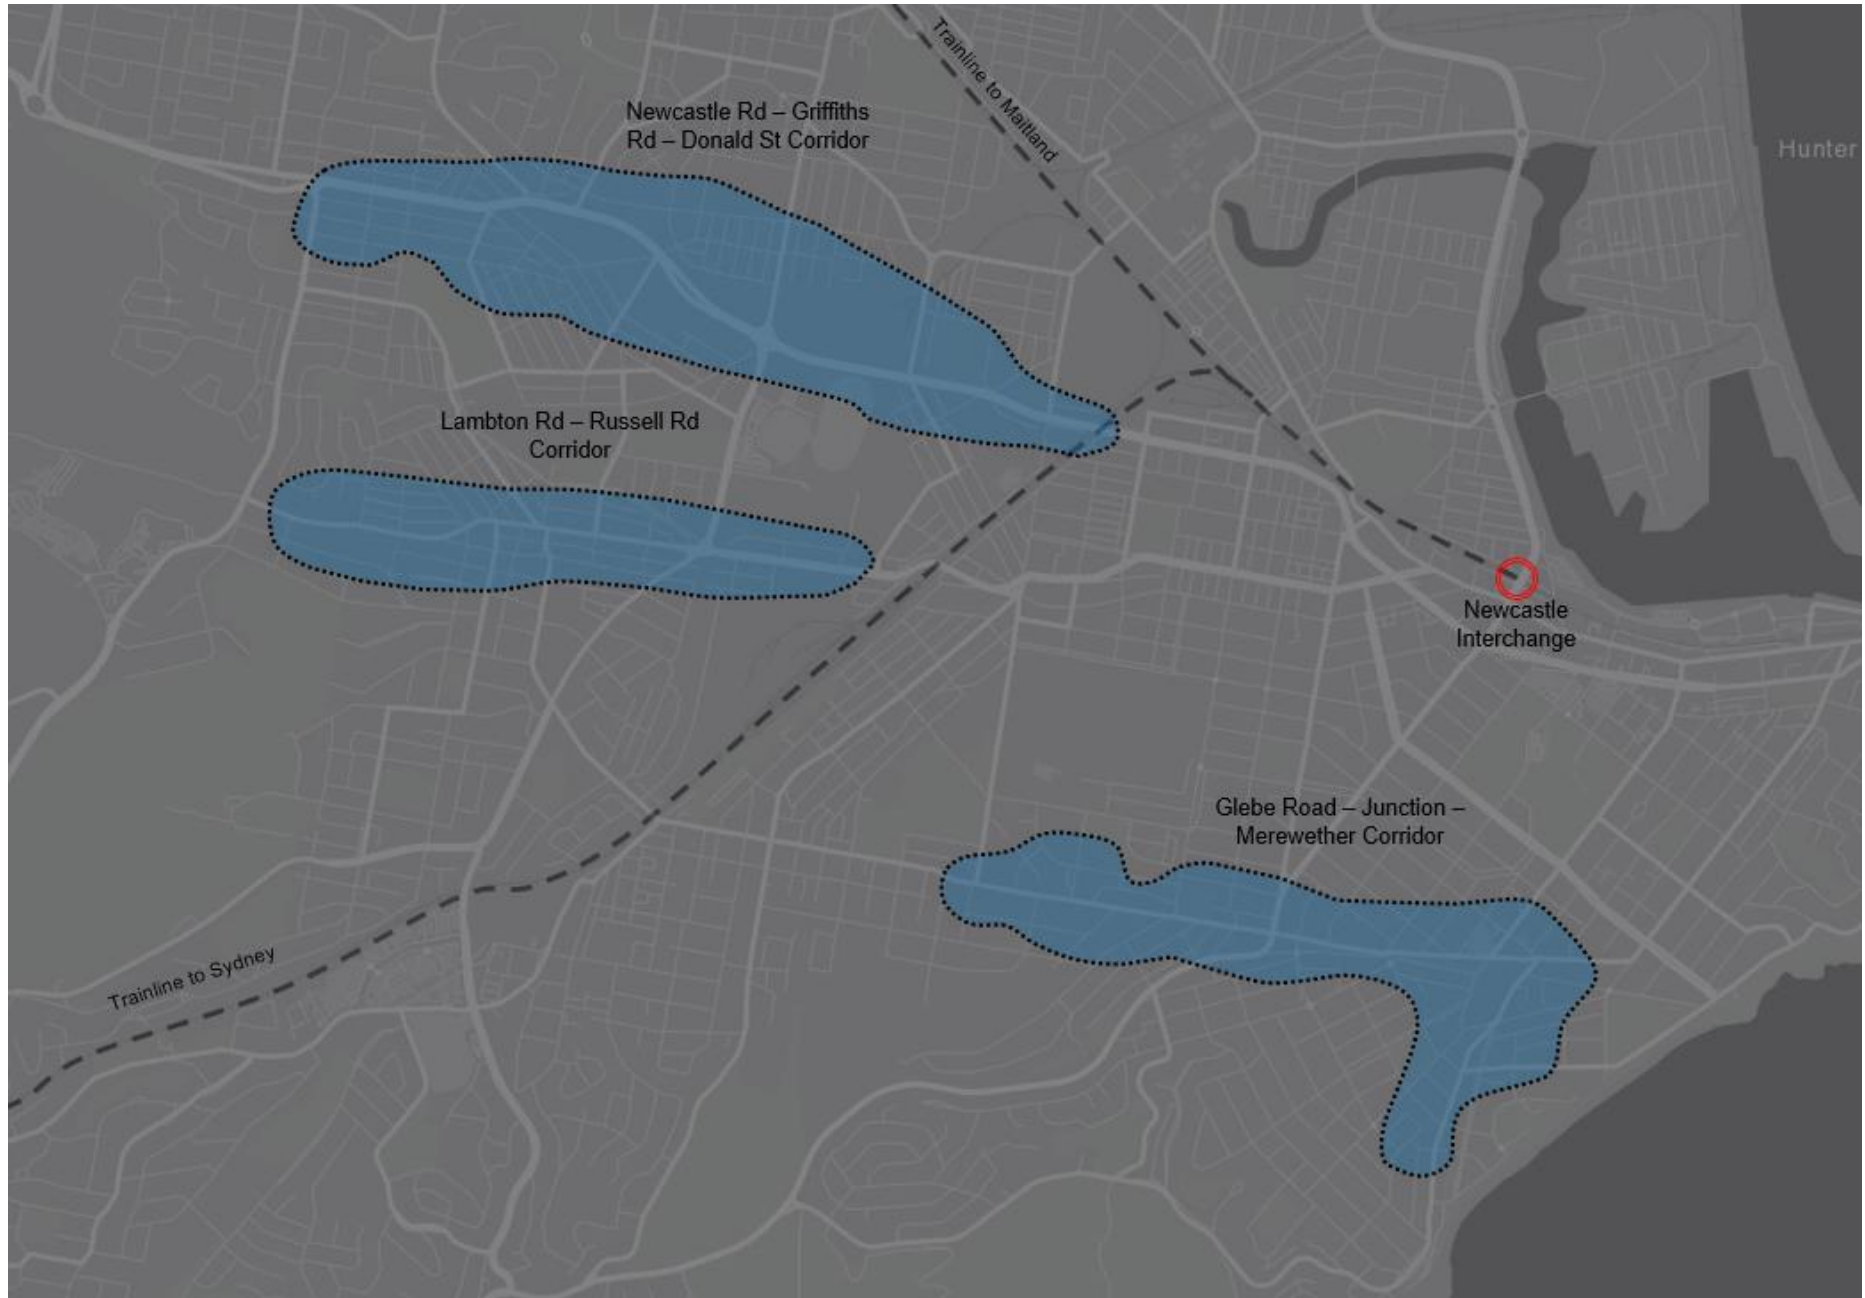 Trainline to Maitland
Newcastle Rd – Griffiths
Rd – Donald St Corridor
Hunter
Lambton Rd – Russell Rd
Corridor
Newcastle
Interchange
Glebe Road – Junction –
Merewether Corridor
Trainline to Sydney